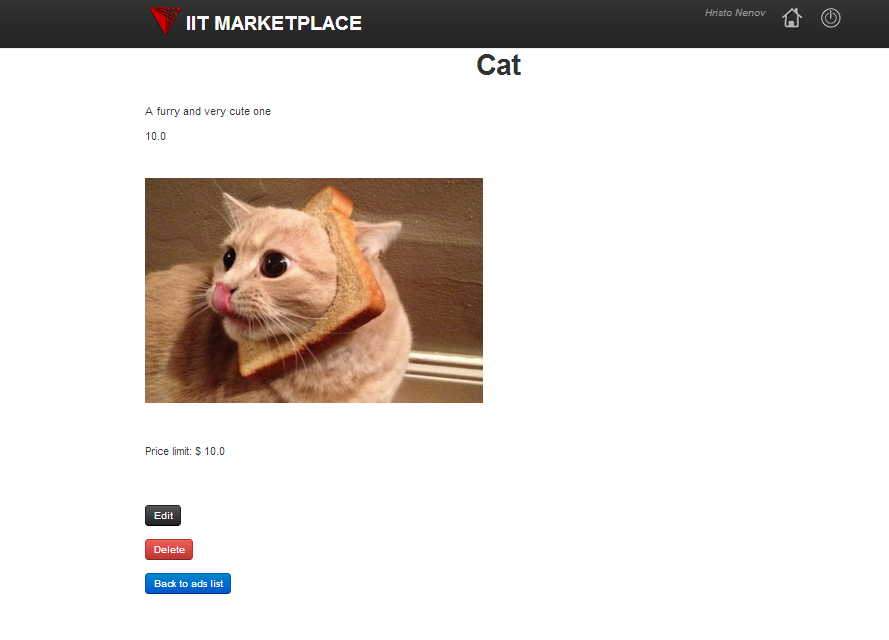 IIT MARKETPLACE
Hristo Nenov
Cat
A furry and very cute one
10.0
Price limit: $ 10.0
Edit
Delete
Back to ads list